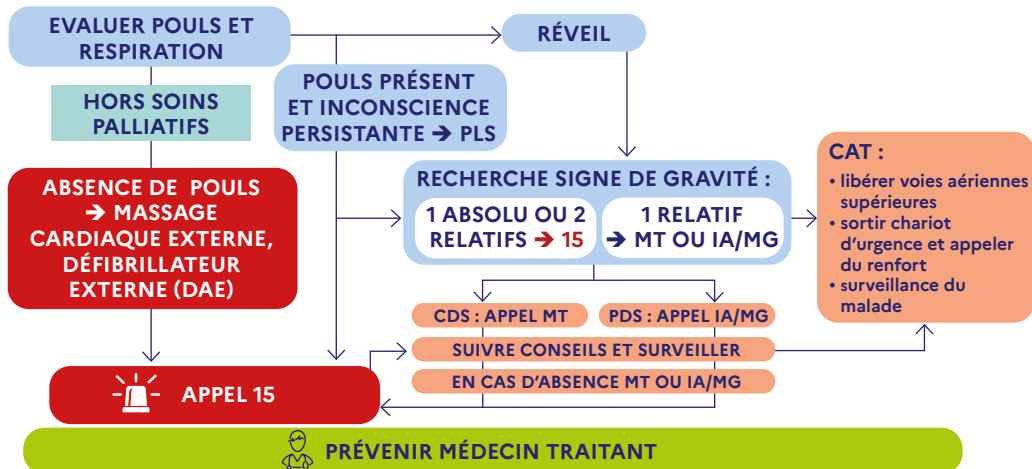 EVALUER POULS ET
RESPIRATION
RÉVEIL
HORS SOINS
PALLIATIFS
POULS PRÉSENT
ET INCONSCIENCE
PERSISTANTE ➔ PLS
ABSENCE DE POULS
➔ MASSAGE
CARDIAQUE EXTERNE,
DÉFIBRILLATEUR
EXTERNE (DAE)
RECHERCHE SIGNE DE GRAVITÉ :
1 ABSOLU OU 2
RELATIFS ➔ 15
1 RELATIF
➔ MT OU IA/MG
CAT :
• libérer voies aériennes
supérieures
• sortir chariot
d'urgence et appeler
du renfort
• surveillance du
malade
CDS : APPEL MT
PDS : APPEL IA/MG
SUIVRE CONSEILS ET SURVEILLER
EN CAS D'ABSENCE MT OU IA/MG
APPEL 15
PRÉVENIR MÉDECIN TRAITANT